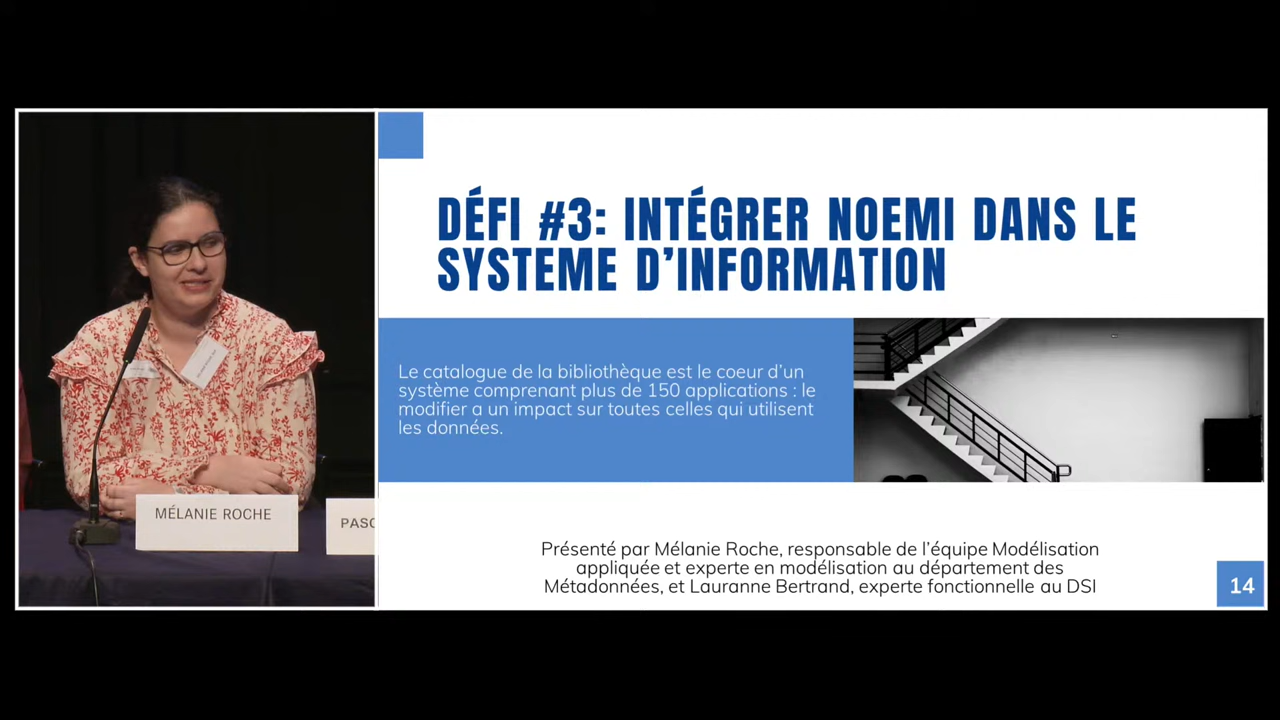 DÉFI #3: INTÉGRER NOEMI DANS LE
SYSTEME D’INFORMATION
Le catalogue de la bibliothèque est le coeur d’un
système comprenant plus de 150 applications : le
modifier a un impact sur toutes celles qui utilisent
les données.
MÉLANIE ROCHE
PASC
Présenté par Mélanie Roche, responsable de l’équipe Modélisation
appliquée et experte en modélisation au département des
Métadonnées, et Lauranne Bertrand, experte fonctionnelle au DSI
14